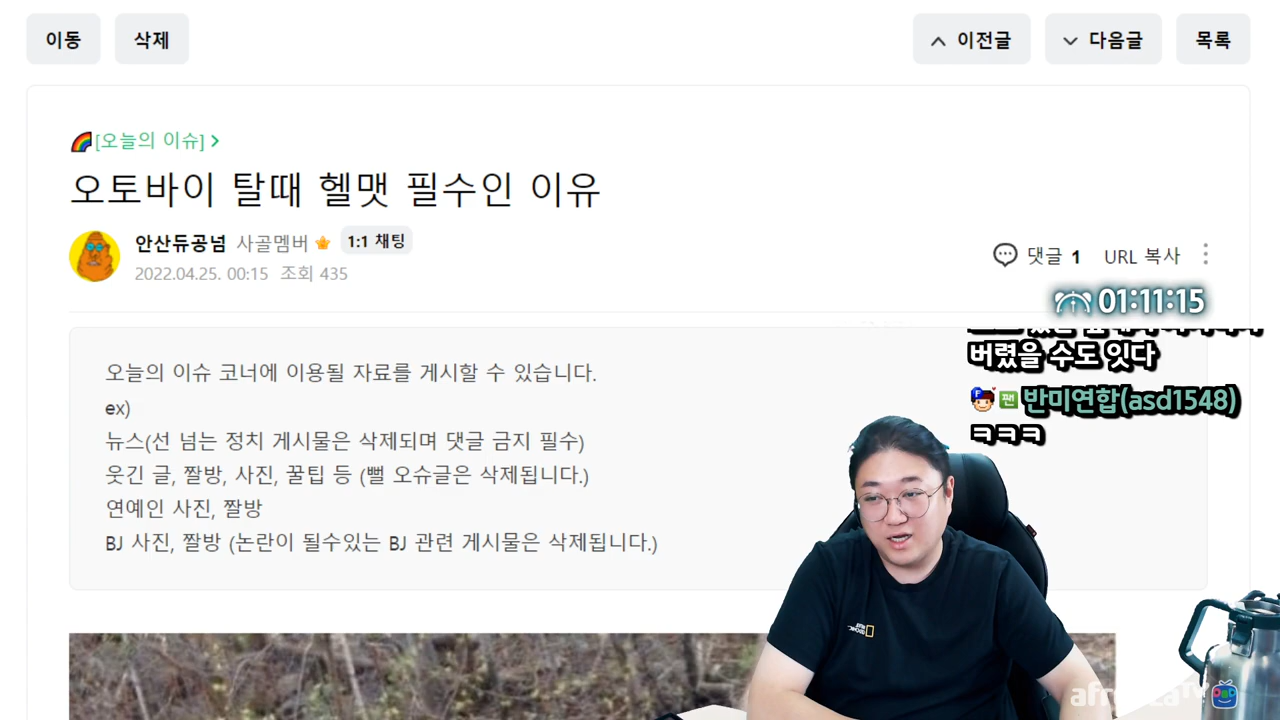 이동
삭제
이전글
다음글
목록
[오늘의 이슈]
오토바이 탈때 헬맷 필수인 이유
안산듀공넘 사골멤버 1:1 채팅
2022.04.25. 00:15 조회 435
댓글 1 URL 복사
01:11:15
오늘의 이슈 코너에 이용될 자료를 게시할 수 있습니다.
ex)
뉴스(선 넘는 정치 게시물은 삭제되며 댓글 금지 필수)
웃긴 글, 짤방, 사진, 꿀팁 등 (뻘 오슈글은 삭제됩니다.)
연예인 사진, 짤방
BJ 사진, 짤방 (논란이 될수있는 BJ 관련 게시물은 삭제됩니다.)
버렸을 수도 잇다
팬 반미연합(asd1548)
ㅋㅋㅋ